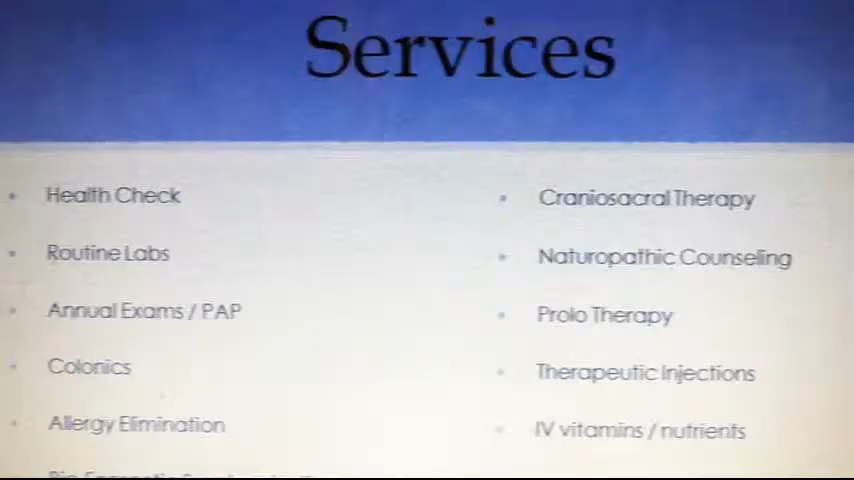 Services
Health Check
Routine Labs
Annual Exams / PAP
Colonics
Allergy Elimination
Craniosacral Therapy
Naturopathic Counseling
Prolo Therapy
Therapeutic Injections
IV vitamins / nutrients